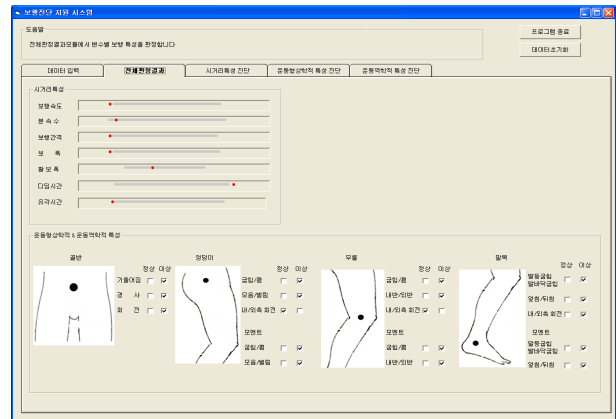 보행진단 지원 시스템
도움말
전체판정결과모듈에서 변수별 보행 특성을 판정합니다
프로그램 종료
데이터초기화
데이터 입력
전체판정결과
시거리특성 진단
운동형상학적 특성 진단
운동역학적 특성 진단
시거리특성
보행속도
분 속 수
보행간격
보 폭
활보폭
디딤시간
유각시간
운동형상학적 & 운동역학적 특성
골반
정상 이상
기울어짐
경 사
회 전
엉덩이
정상 이상
굽힘/폄
모음/벌림
내/외측 회전
모멘트
굽힘/폄
모음/벌림
무릎
정상 이상
굽힘/폄
내반/외반
내/외측 회전
모멘트
굽힘/폄
내반/외반
발목
정상 이상
발등굽힘
발바닥굽힘
엎침/뒤침
내/외측 회전
모멘트
발등굽힘
발바닥굽힘
엎침/뒤침